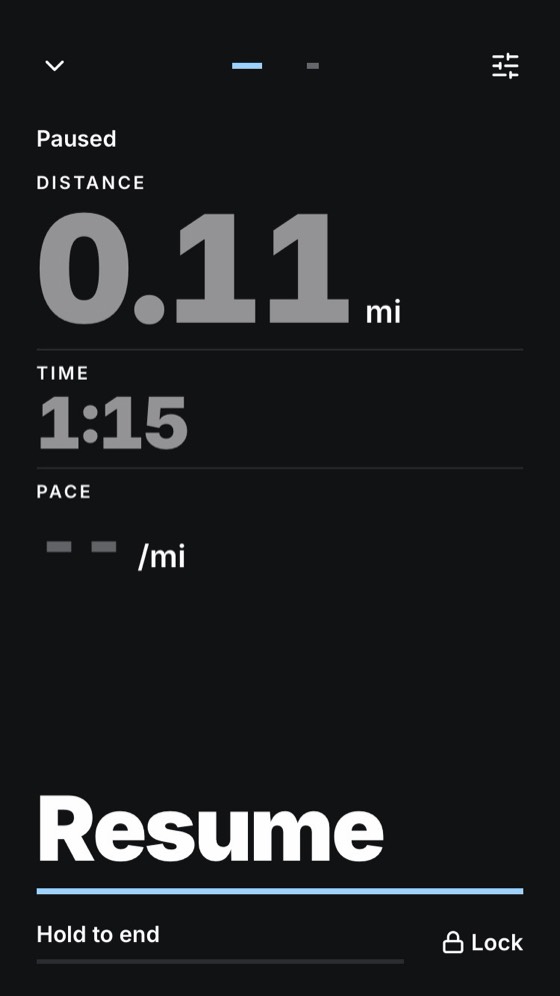 Paused
DISTANCE
0.11 mi
TIME
1:15
PACE
-- /mi
Resume
Hold to end
Lock